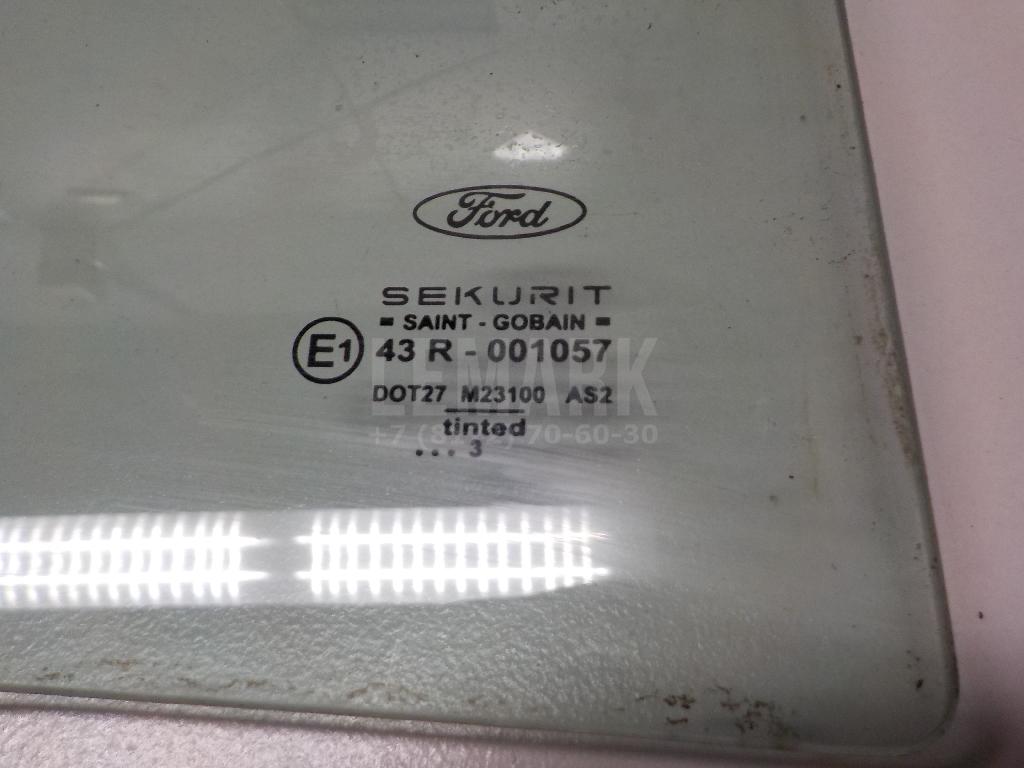 Ford
SEKURIT
= SAINT - GOBAIN =
E1 43 R - 001057
LEMARK
DOT27 M23100 AS2
tinted
70-60-30
... 3